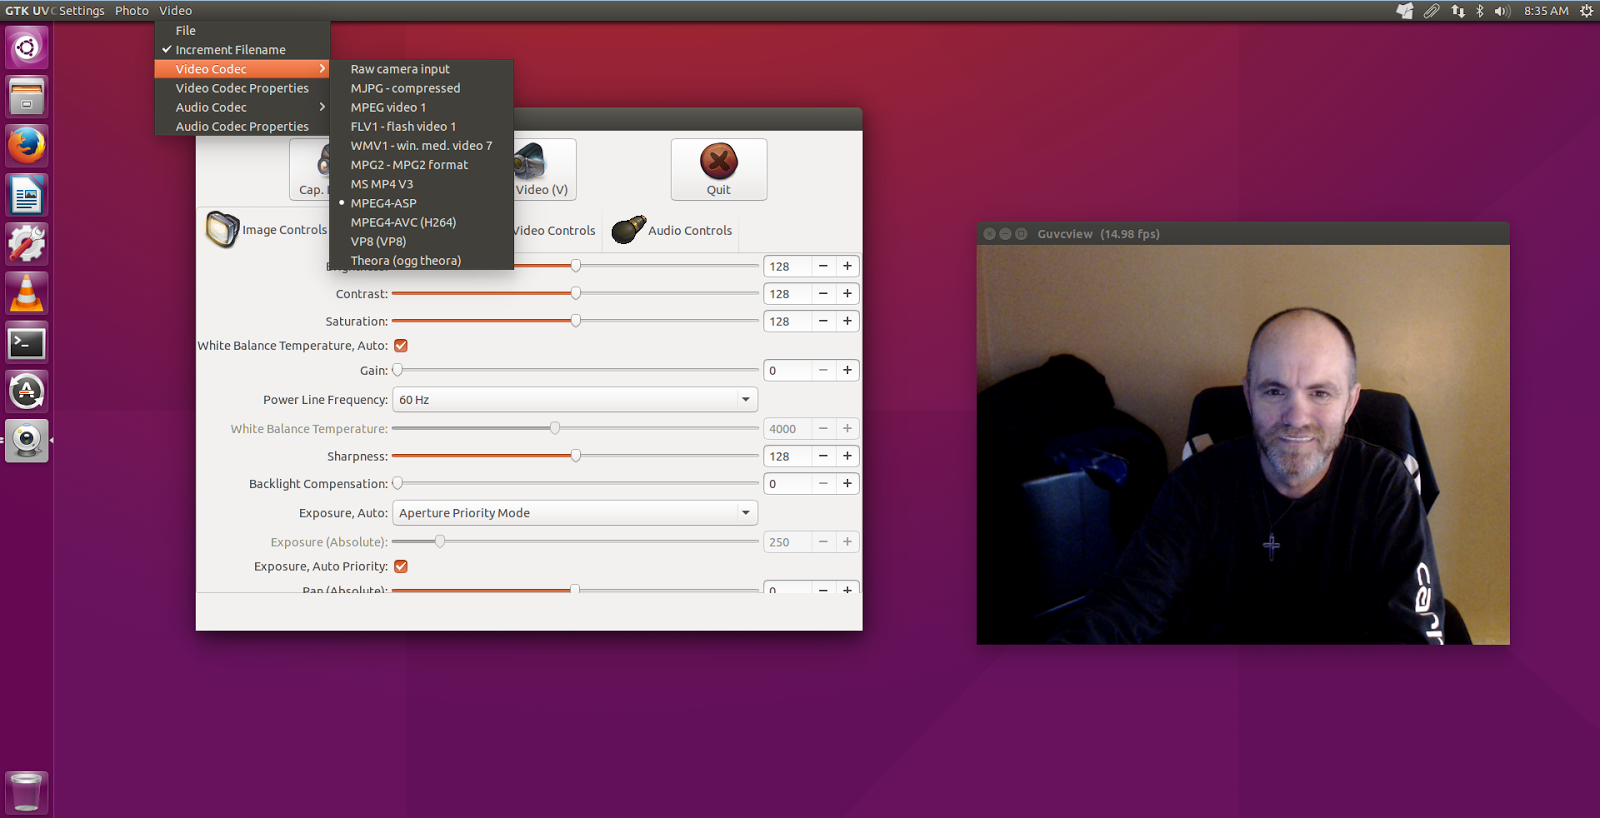 GTK UVC Settings Photo Video
8:35 AM
File
Increment Filename
Video Codec
Video Codec Properties
Audio Codec
Audio Codec Properties
Raw camera input
MJPG - compressed
MPEG video 1
FLV1 - flash video 1
WMV1 - win. med. video 7
MPG2 - MPG2 format
MS MP4 V3
MPEG4-ASP
MPEG4-AVC (H264)
VP8 (VP8)
Theora (ogg theora)
Cap.
Video (V)
Quit
Image Controls
Video Controls
Audio Controls
128
Contrast: 128
Saturation: 128
White Balance Temperature, Auto:
Gain: 0
Power Line Frequency: 60 Hz
White Balance Temperature: 4000
Sharpness: 128
Backlight Compensation: 0
Exposure, Auto: Aperture Priority Mode
Exposure (Absolute): 250
Exposure, Auto Priority:
Pan (Absolute): 0
Guvcview (14.98 fps)